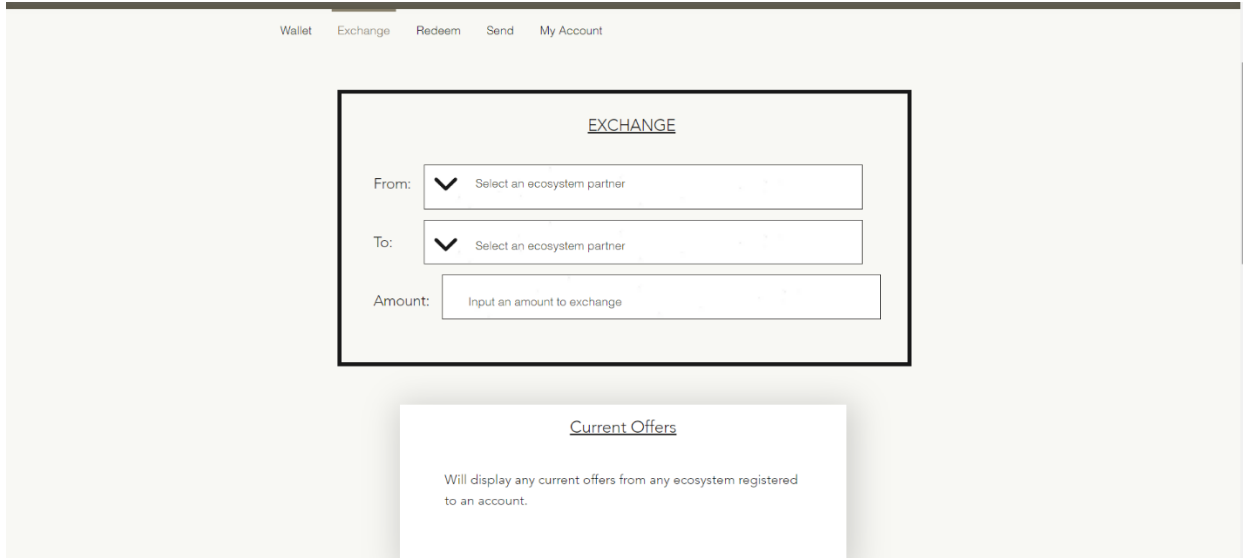 Wallet Exchange Redeem Send My Account
EXCHANGE
From: Select an ecosystem partner
To: Select an ecosystem partner
Amount: Input an amount to exchange
Current Offers
Will display any current offers from any ecosystem registered
to an account.